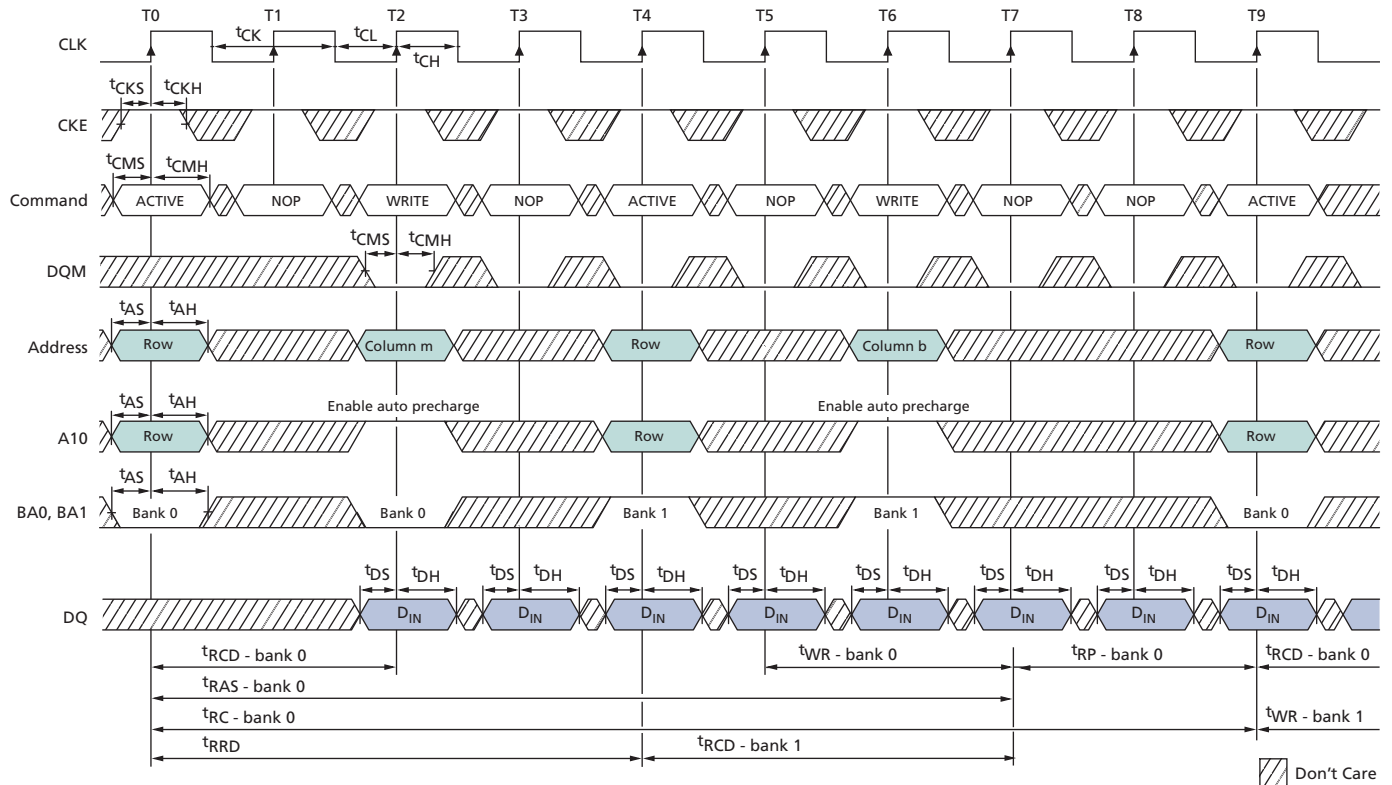 T0 T1 T2 T3 T4 T5 T6 T7 T8 T9
CLK tCK tCL tCH
tCKS tCKH
CKE
tCMS tCMH
Command ACTIVE NOP WRITE NOP ACTIVE NOP WRITE NOP NOP ACTIVE
tCMS tCMH
DQM
tAS tAH
Address Row Column m Row Column b Row
tAS tAH Enable auto precharge Enable auto precharge
A10 Row Row Row
tAS tAH
BA0, BA1 Bank 0 Bank 0 Bank 1 Bank 1 Bank 0
tDS tDH tDS tDH tDS tDH tDS tDH tDS tDH tDS tDH tDS tDH tDS tDH
DQ DIN DIN DIN DIN DIN DIN DIN DIN
tRCD - bank 0 tWR - bank 0 tRP - bank 0 tRCD - bank 0
tRAS - bank 0
tRC - bank 0 tWR - bank 1
tRRD tRCD - bank 1
Don't Care